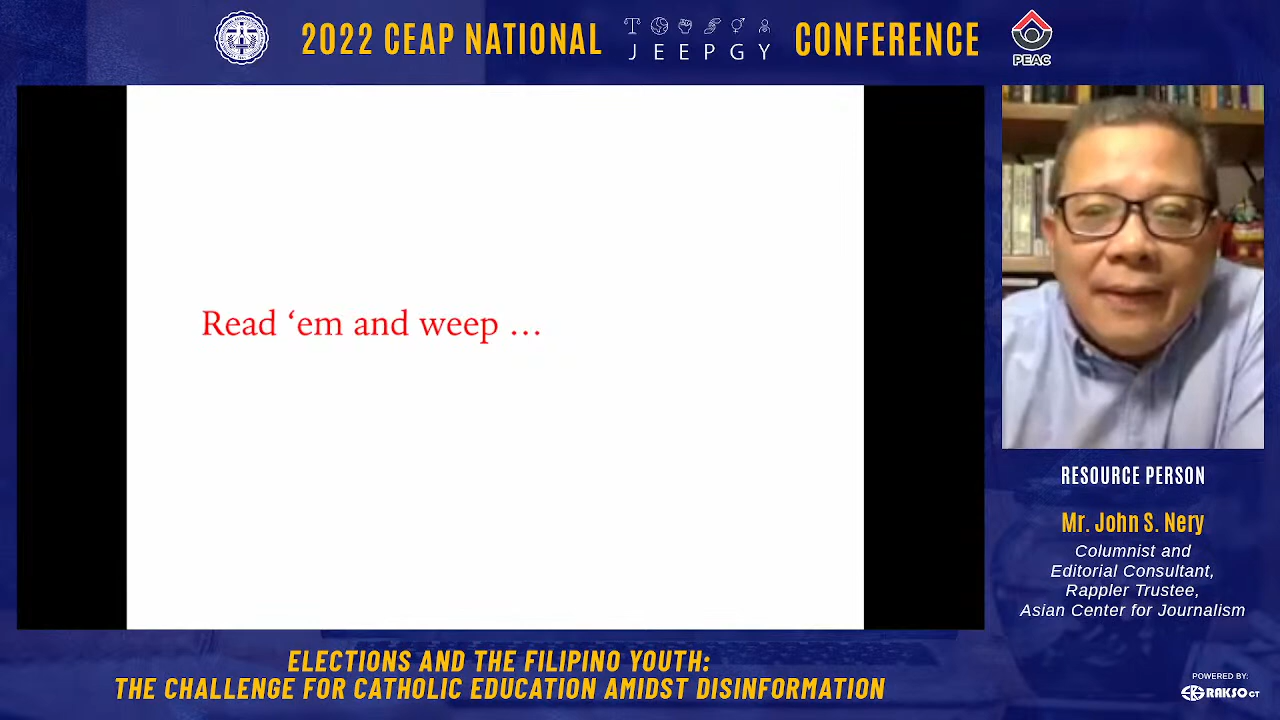 2022 CEAP NATIONAL
JEEPGY
CONFERENCE
PEAC
Read ‘em and weep …
RESOURCE PERSON
Mr. John S. Nery
Columnist and
Editorial Consultant,
Rappler Trustee,
Asian Center for Journalism
ELECTIONS AND THE FILIPINO YOUTH:
THE CHALLENGE FOR CATHOLIC EDUCATION AMIDST DISINFORMATION
POWERED BY:
RAKSO CT